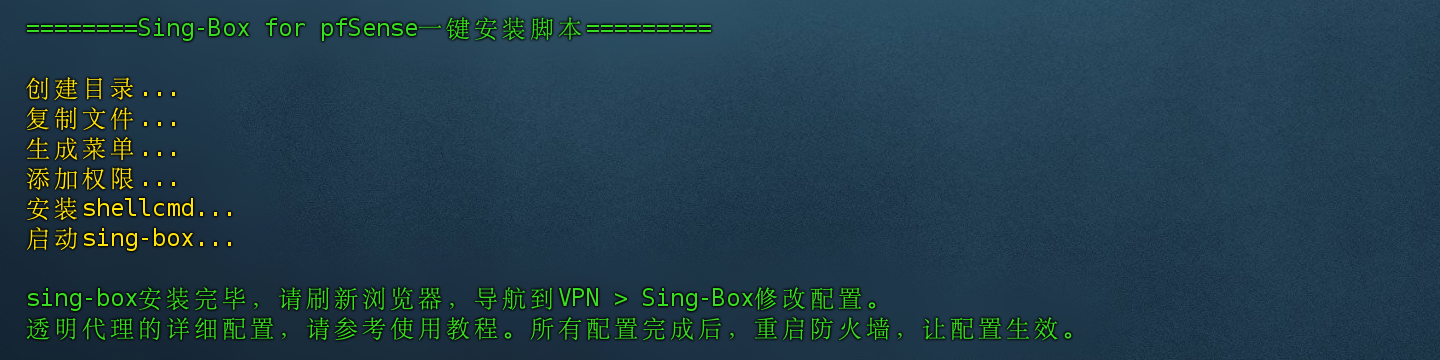 ========Sing-Box for pfSense一键安装脚本=========
创建目录...
复制文件...
生成菜单...
添加权限...
安装shellcmd...
启动sing-box...
sing-box安装完毕，请刷新浏览器，导航到VPN > Sing-Box修改配置。
透明代理的详细配置，请参考使用教程。所有配置完成后，重启防火墙，让配置生效。